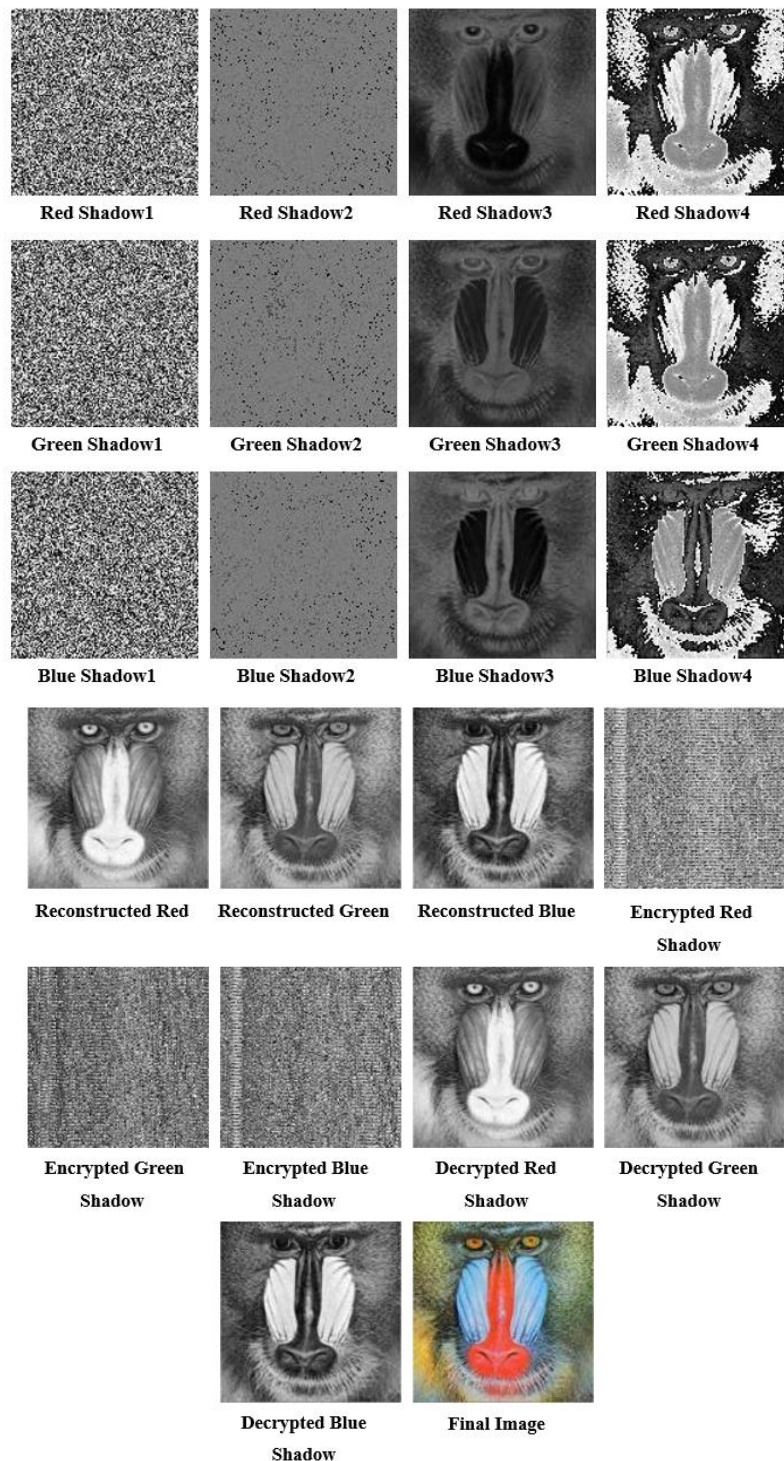 Red Shadow1
Red Shadow2
Red Shadow3
Red Shadow4
Green Shadow1
Green Shadow2
Green Shadow3
Green Shadow4
Blue Shadow1
Blue Shadow2
Blue Shadow3
Blue Shadow4
Reconstructed Red
Reconstructed Green
Reconstructed Blue
Encrypted Red
Shadow
Encrypted Green
Shadow
Encrypted Blue
Shadow
Decrypted Red
Shadow
Decrypted Green
Shadow
Decrypted Blue
Shadow
Final Image